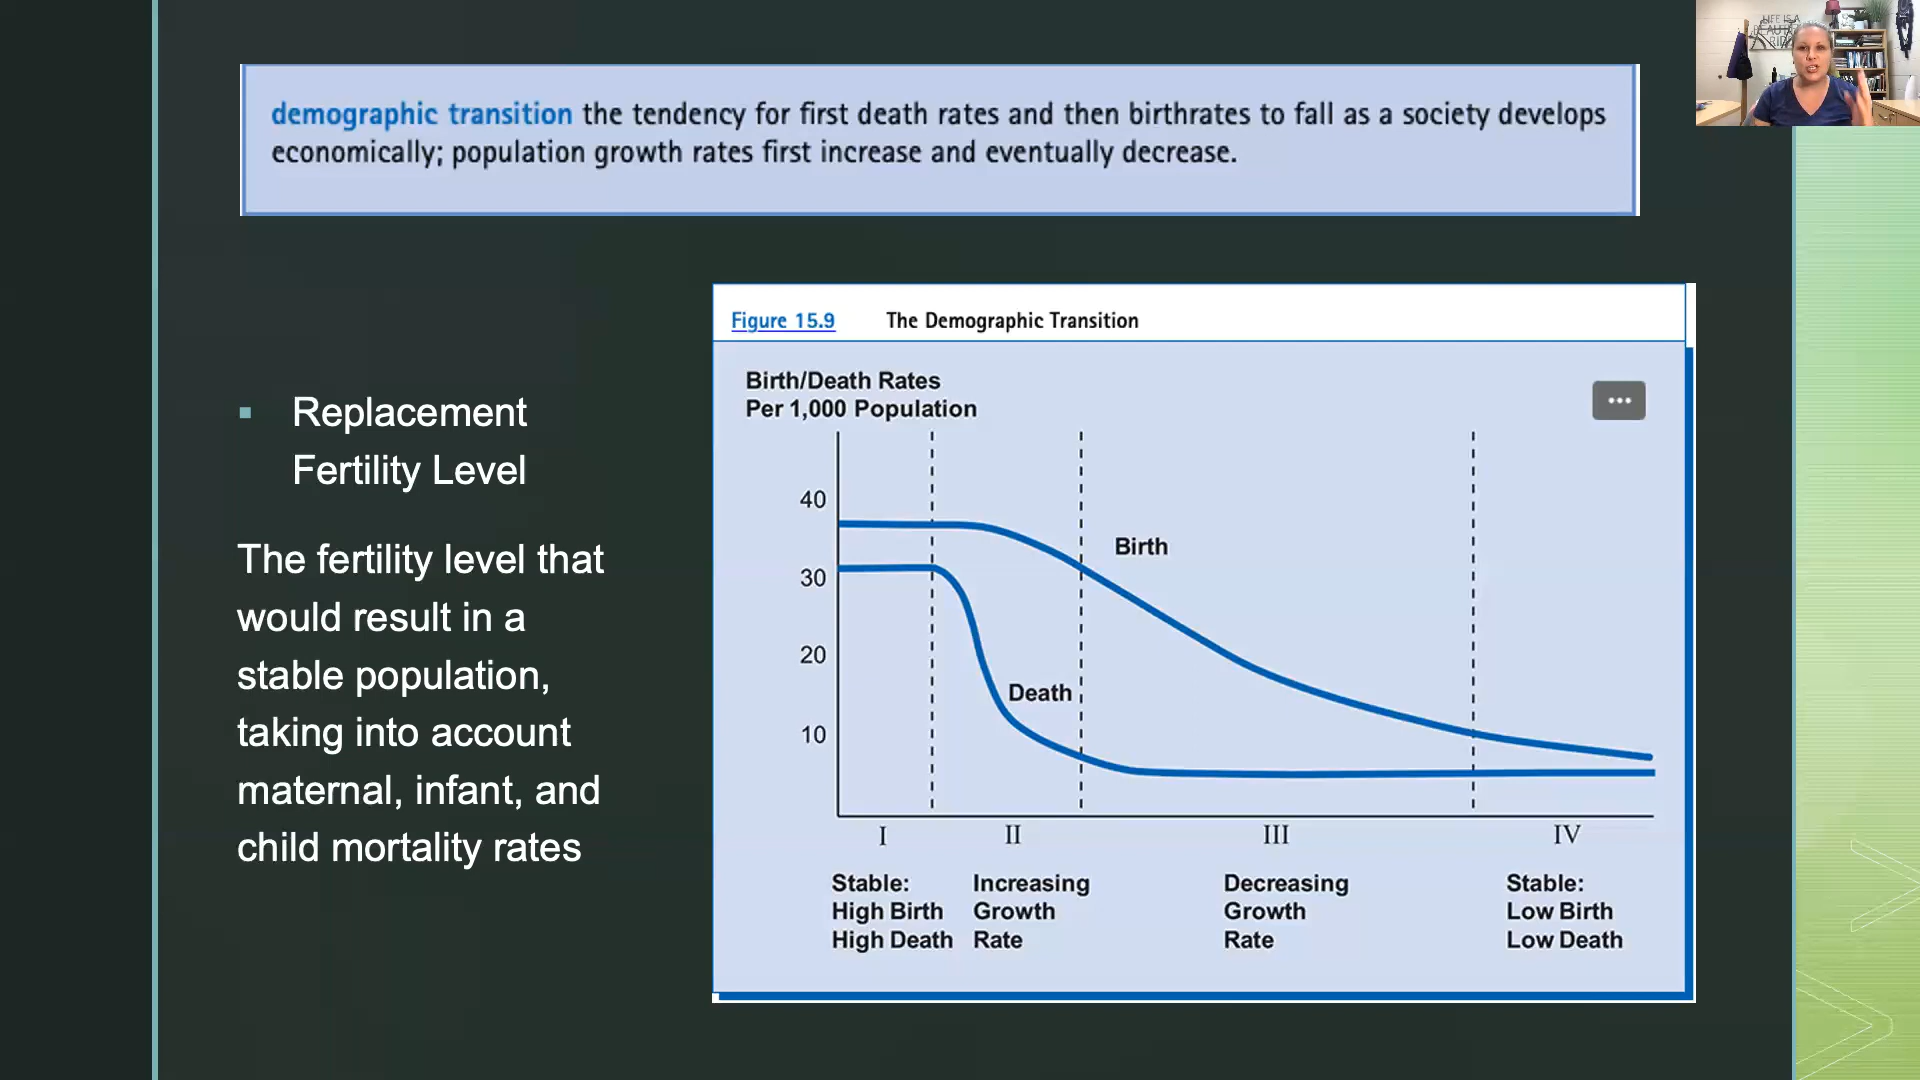 demographic transition the tendency for first death rates and then birthrates to fall as a society develops
economically; population growth rates first increase and eventually decrease.
Replacement
Fertility Level
The fertility level that
would result in a
stable population,
taking into account
maternal, infant, and
child mortality rates
Figure 15.9 The Demographic Transition
Birth/Death Rates
Per 1,000 Population
40
30
20
10
Birth
Death
I II III IV
Stable: Increasing Decreasing Stable:
High Birth Growth Growth Low Birth
High Death Rate Rate Low Death
LIFE IS A